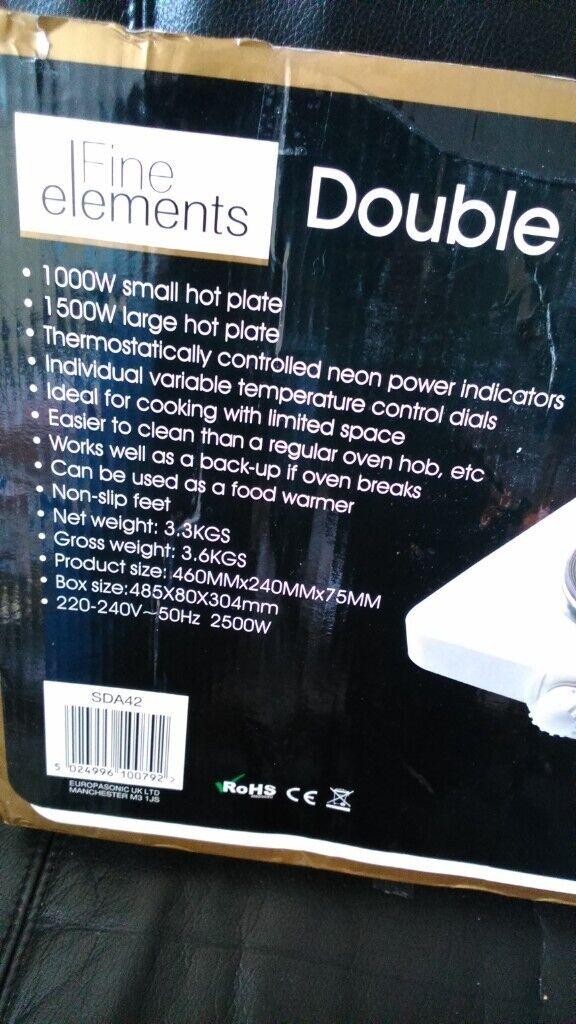 Fine
elements
Double
• 1000W small hot plate
• 1500W large hot plate
• Thermostatically controlled neon power indicators
• Individual variable temperature control dials
• Ideal for cooking with limited space
• Easier to clean than a regular oven hob, etc
• Works well as a back-up if oven breaks
• Can be used as a food warmer
• Non-slip feet
• Net weight: 3.3KGS
• Gross weight: 3.6KGS
• Product size: 460MMx240MMx75MM
• Box size:485X80X304mm
• 220-240V~50Hz 2500W
SDA42
5 024996 100792 >
EUROPASONIC UK LTD
MANCHESTER M3 1JS
RoHS CE